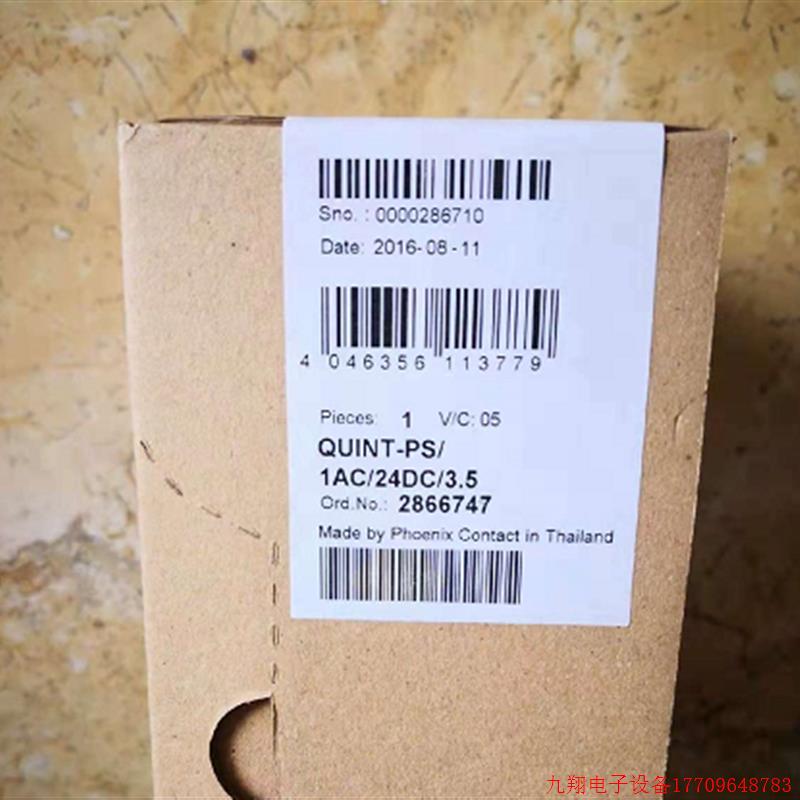 Sno. : 0000286710
Date: 2016-08-11
4 046356 113779
Pieces: 1 V/C: 05
QUINT-PS/
1AC/24DC/3.5
Ord.No.: 2866747
Made by Phoenix Contact in Thailand
九翔电子设备17709648783